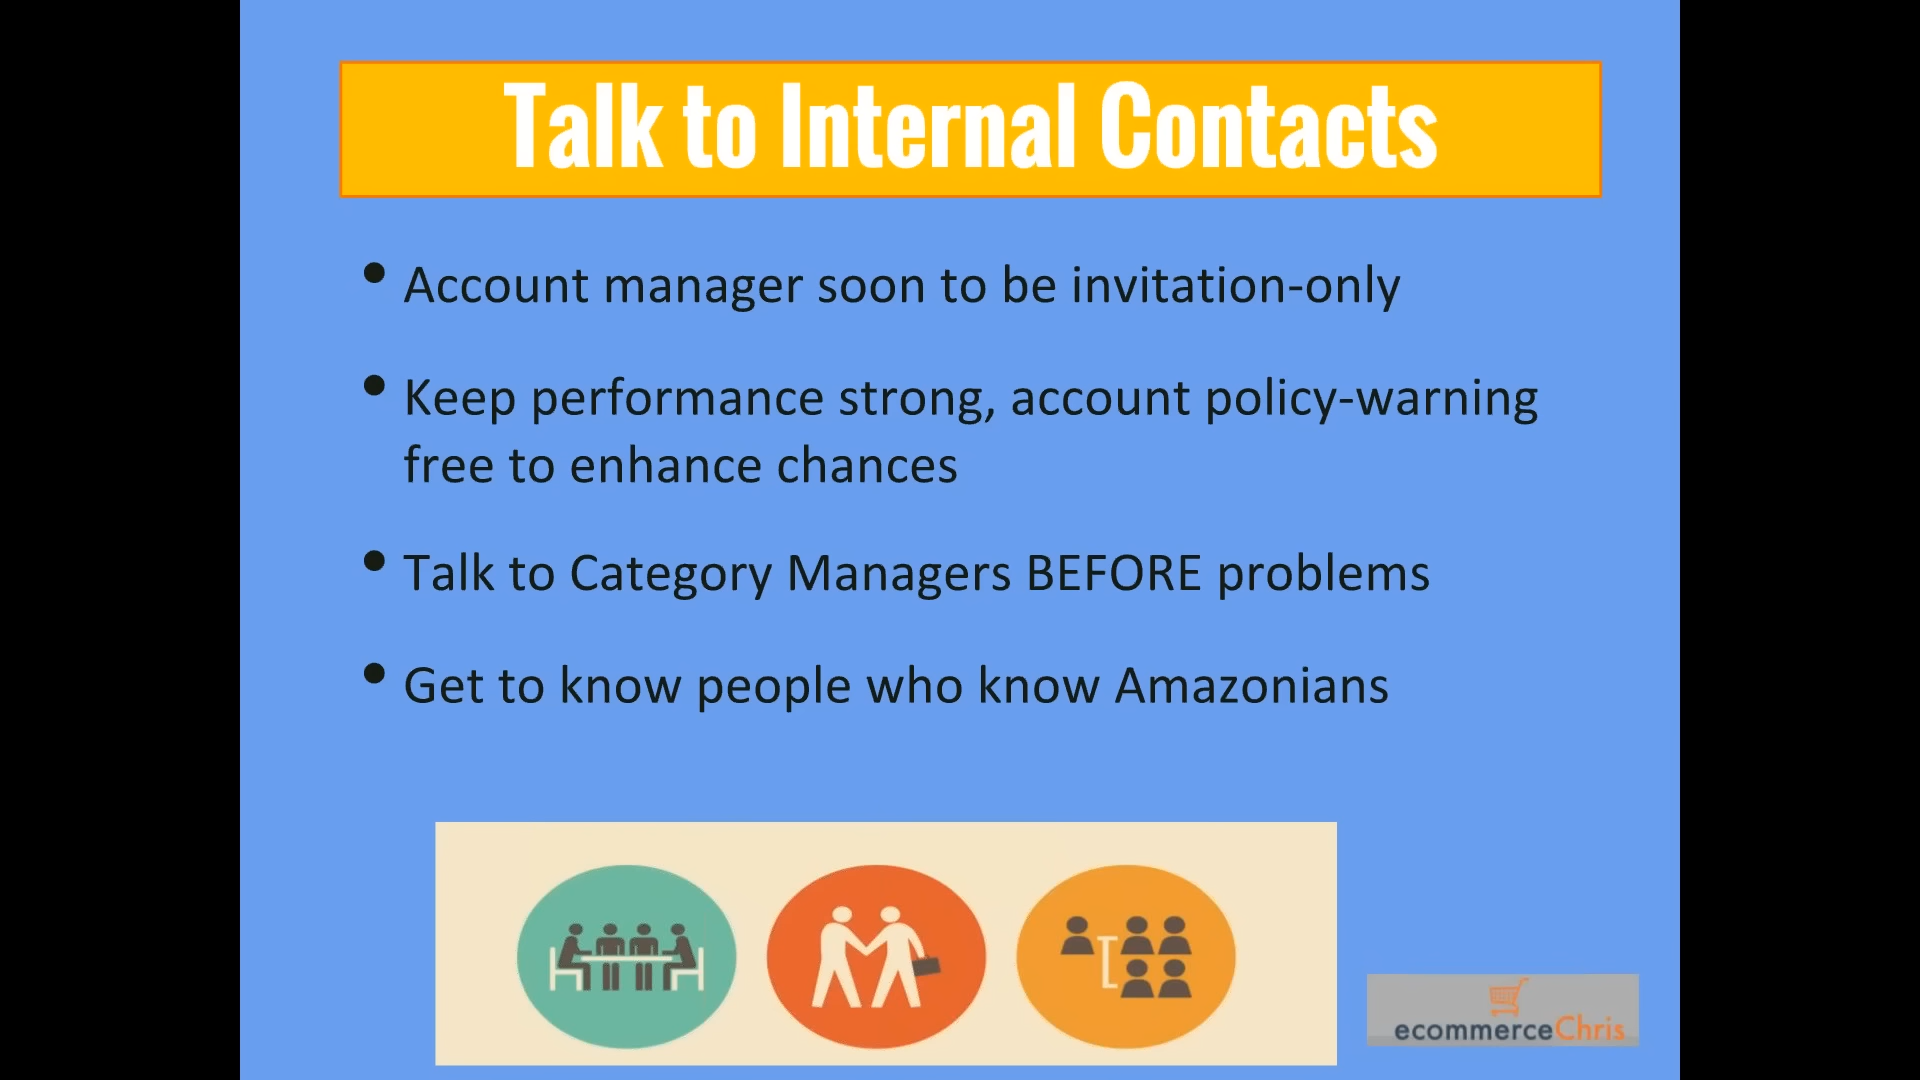 Talk to Internal Contacts
• Account manager soon to be invitation-only
• Keep performance strong, account policy-warning
free to enhance chances
• Talk to Category Managers BEFORE problems
• Get to know people who know Amazonians
ecommerceChris